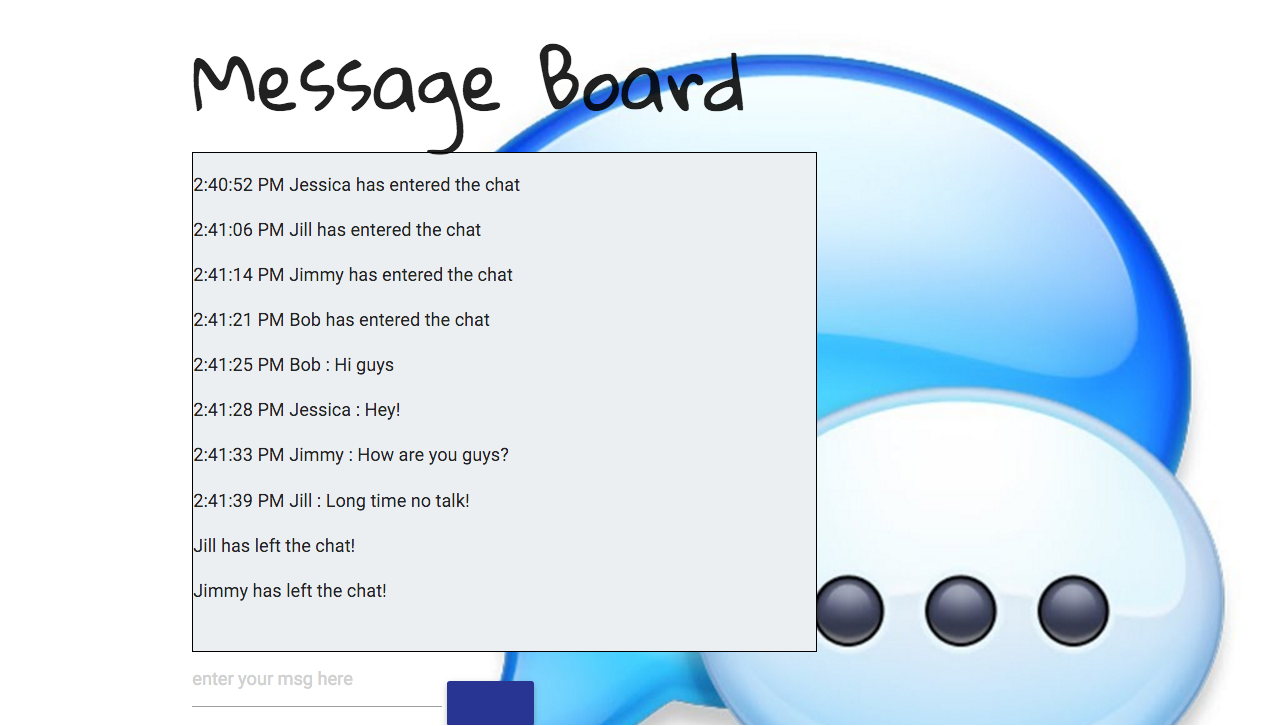 Message Board
2:40:52 PM Jessica has entered the chat
2:41:06 PM Jill has entered the chat
2:41:14 PM Jimmy has entered the chat
2:41:21 PM Bob has entered the chat
2:41:25 PM Bob : Hi guys
2:41:28 PM Jessica : Hey!
2:41:33 PM Jimmy : How are you guys?
2:41:39 PM Jill : Long time no talk!
Jill has left the chat!
Jimmy has left the chat!
enter your msg here